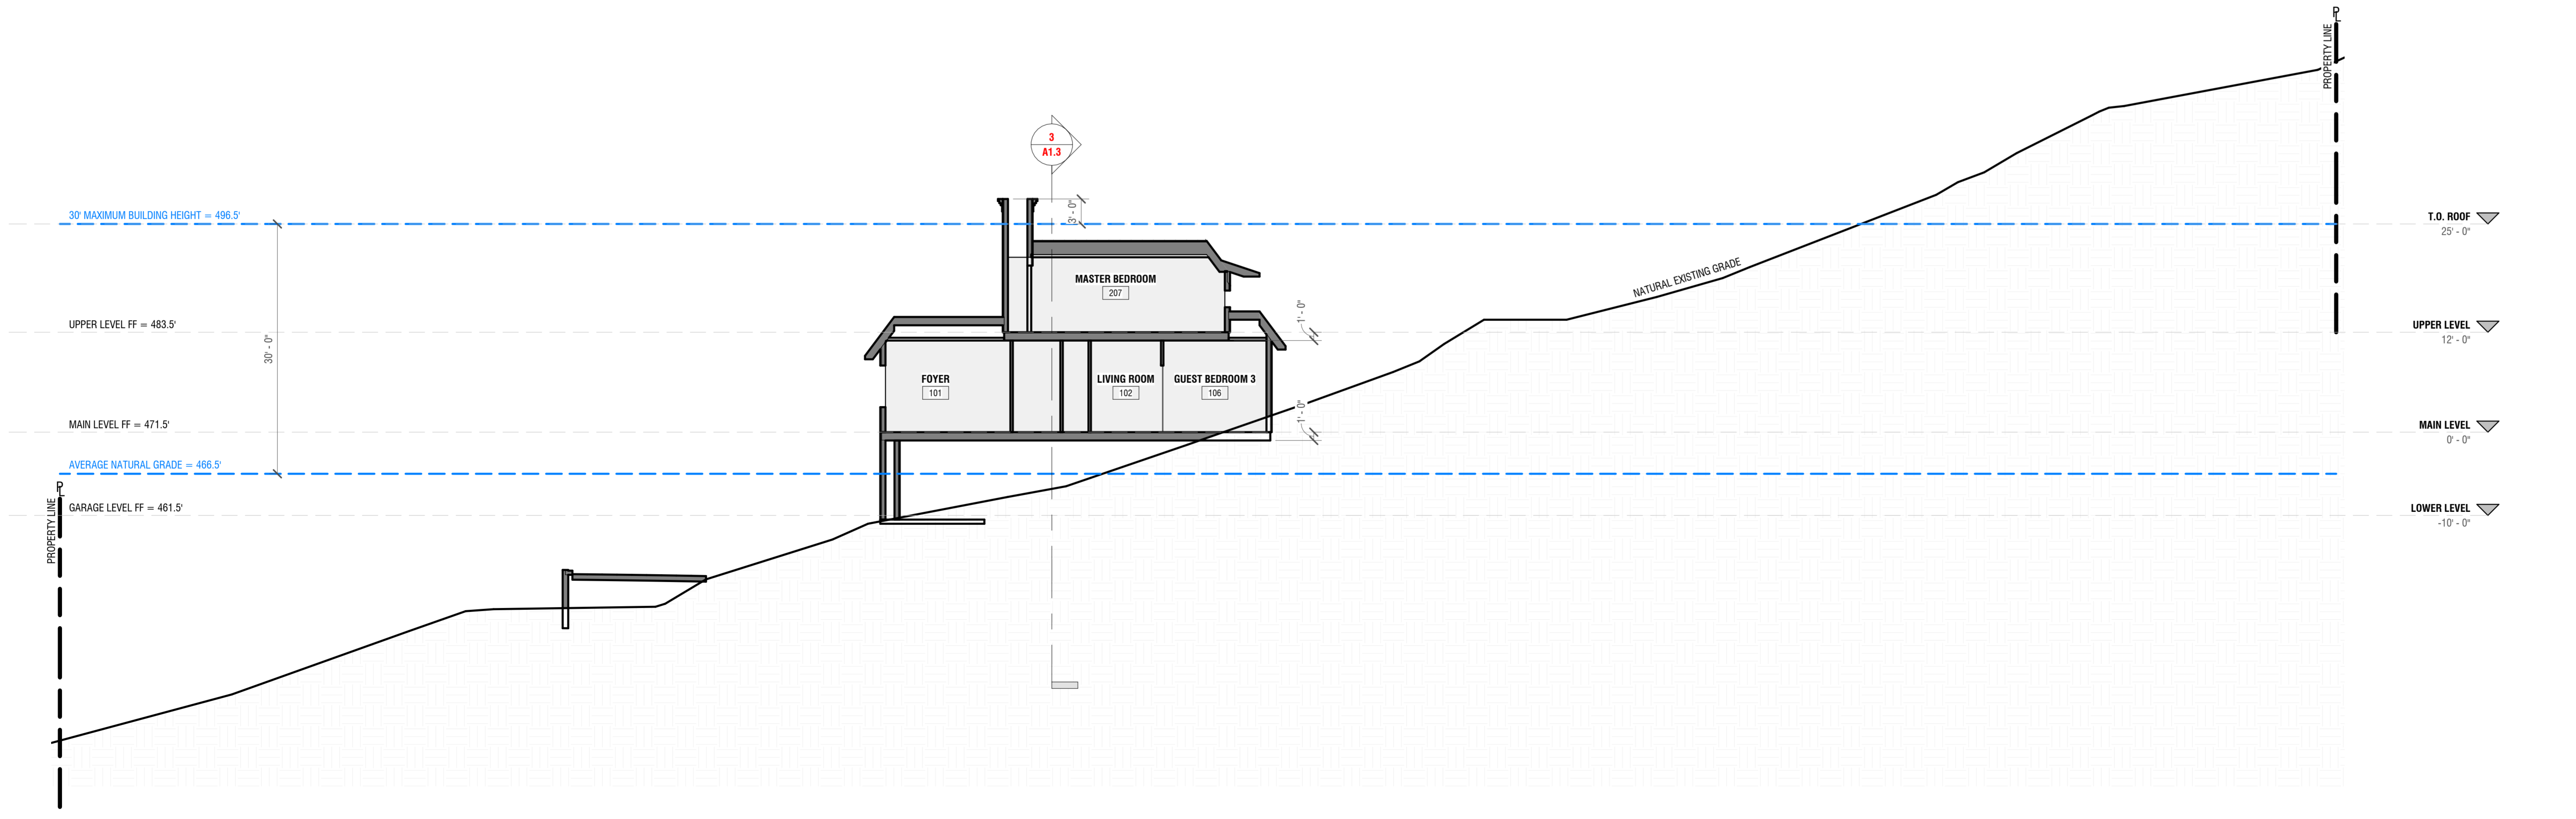 PL
PROPERTY LINE
3
A1.3
3' - 0"
30' MAXIMUM BUILDING HEIGHT = 496.5'
T.O. ROOF
25' - 0"
NATURAL EXISTING GRADE
MASTER BEDROOM
207
1' - 0"
UPPER LEVEL FF = 483.5'
UPPER LEVEL
12' - 0"
30' - 0"
FOYER
101
LIVING ROOM
102
GUEST BEDROOM 3
106
1' - 0"
MAIN LEVEL FF = 471.5'
MAIN LEVEL
0' - 0"
AVERAGE NATURAL GRADE = 466.5'
PL
PROPERTY LINE
GARAGE LEVEL FF = 461.5'
LOWER LEVEL
-10' - 0"